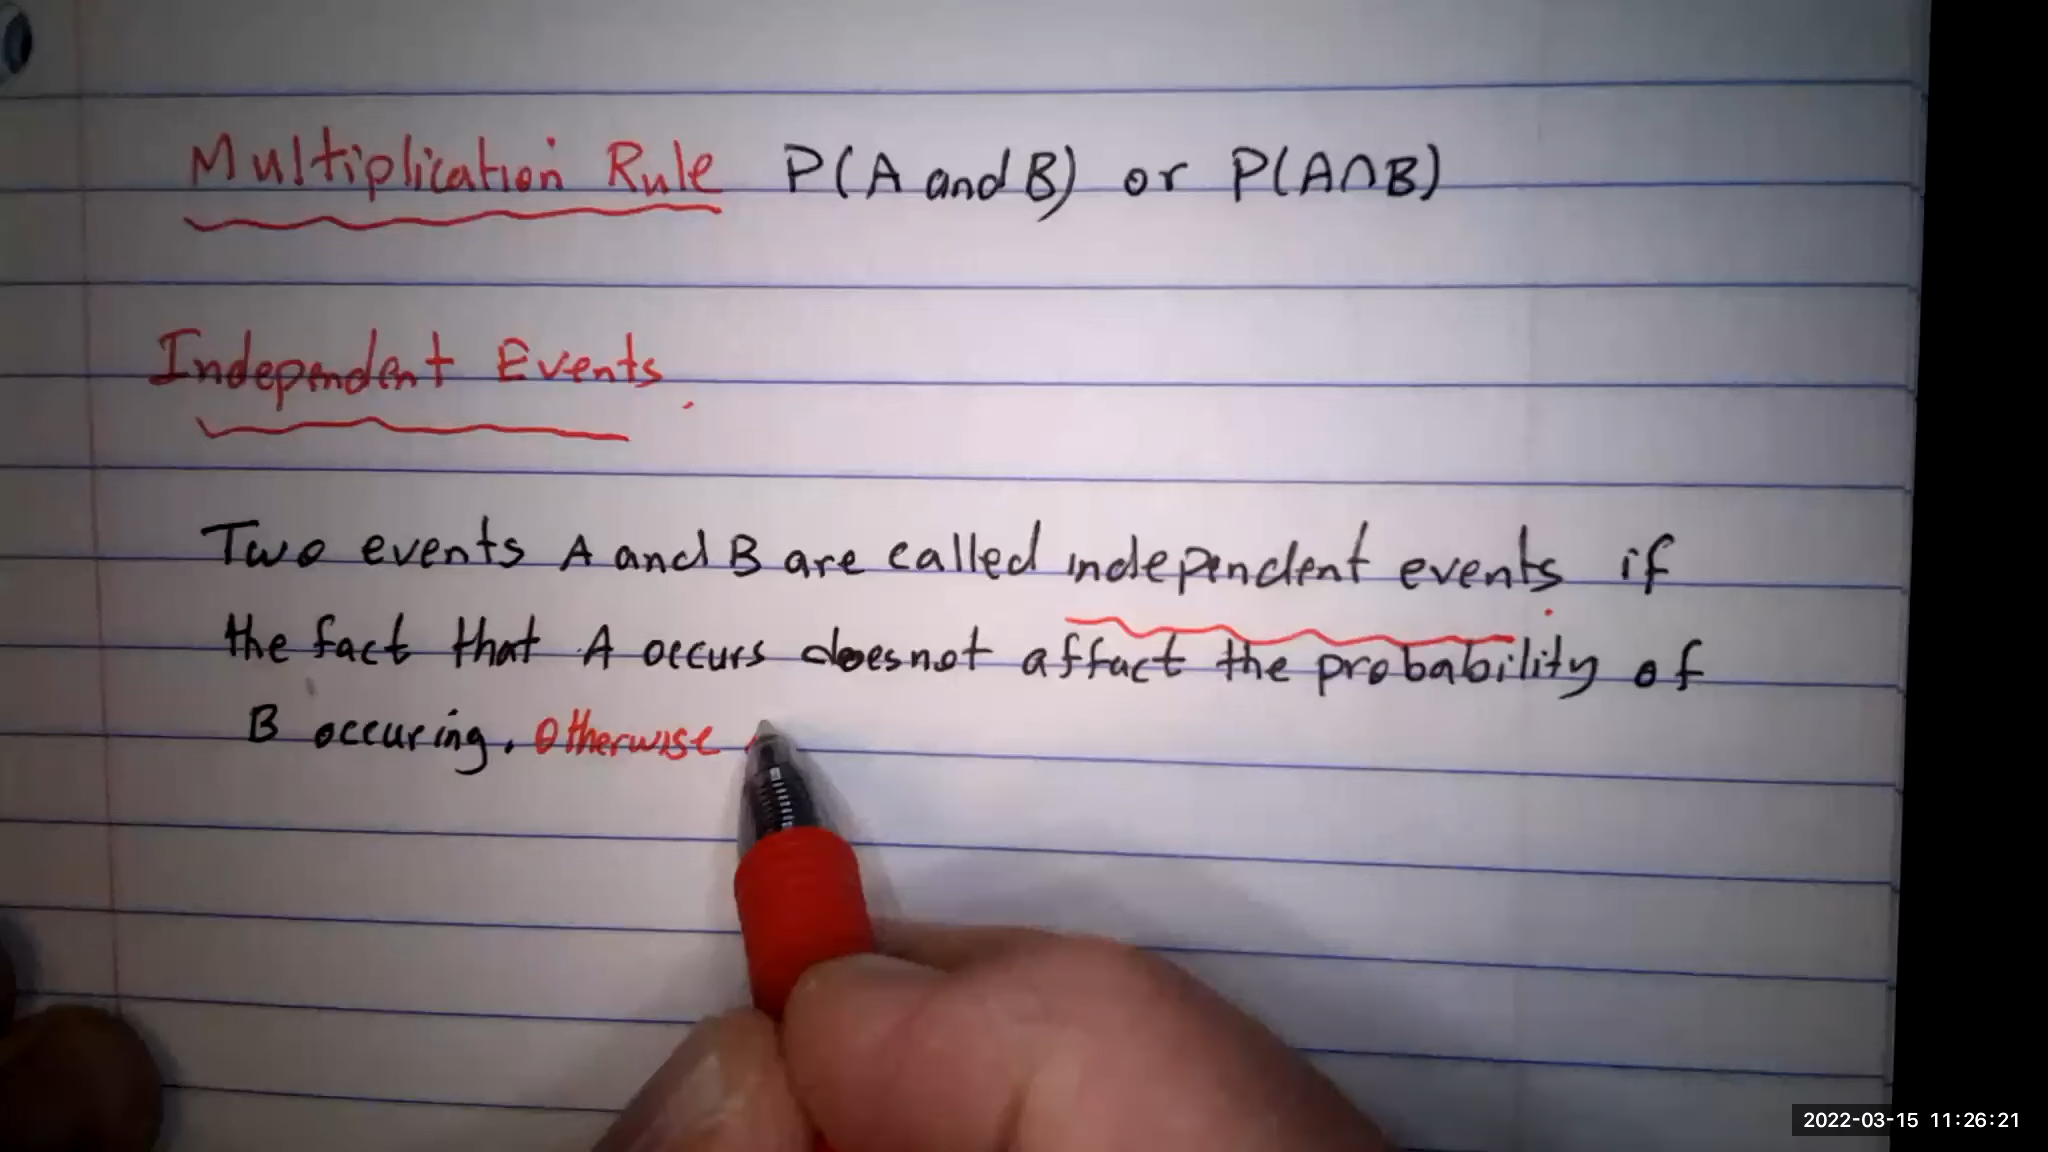 Multiplication Rule P(A and B) or P(A∩B)
Independent Events
Two events A and B are called independent events if
the fact that A occurs does not affect the probability of
B occuring. Otherwise
2022-03-15 11:26:21